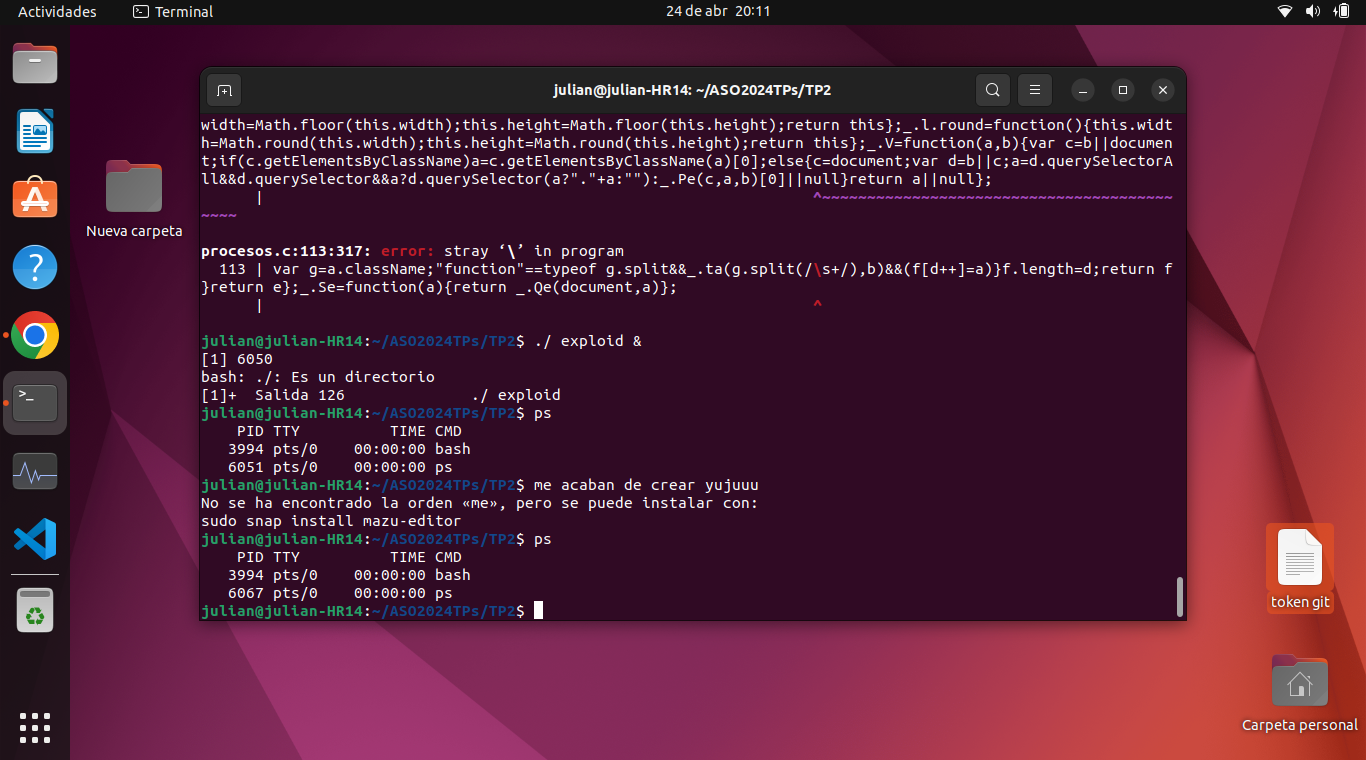 Actividades
Terminal
24 de abr 20:11
julian@julian-HR14: ~/ASO2024TPs/TP2
width=Math.floor(this.width);this.height=Math.floor(this.height);return this};_.l.round=function(){this.widt
h=Math.round(this.width);this.height=Math.round(this.height);return this};_.V=function(a,b){var c=b||documen
t;if(c.getElementsByClassName)a=c.getElementsByClassName(a)[0];else{c=document;var d=b||c;a=d.querySelectorA
ll&&d.querySelector&&a?d.querySelector(a?"."+a:""):_.Pe(c,a,b)[0]||null}return a||null};
| ^~~~~~~~~~~~~~~~~~~~~~~~~~~~~~~~~~~~~~~~
~~~~
procesos.c:113:317: error: stray ‘\’ in program
113 | var g=a.className;"function"==typeof g.split&&_.ta(g.split(/\s+/),b)&&(f[d++]=a)}f.length=d;return f
}return e};_.Se=function(a){return _.Qe(document,a)};
| ^
julian@julian-HR14:~/ASO2024TPs/TP2$ ./ exploid &
[1] 6050
bash: ./: Es un directorio
[1]+  Salida 126              ./ exploid
julian@julian-HR14:~/ASO2024TPs/TP2$ ps
PID TTY          TIME CMD
3994 pts/0    00:00:00 bash
6051 pts/0    00:00:00 ps
julian@julian-HR14:~/ASO2024TPs/TP2$ me acaban de crear yujuuu
No se ha encontrado la orden «me», pero se puede instalar con:
sudo snap install mazu-editor
julian@julian-HR14:~/ASO2024TPs/TP2$ ps
PID TTY          TIME CMD
3994 pts/0    00:00:00 bash
6067 pts/0    00:00:00 ps
julian@julian-HR14:~/ASO2024TPs/TP2$
Nueva carpeta
token git
Carpeta personal